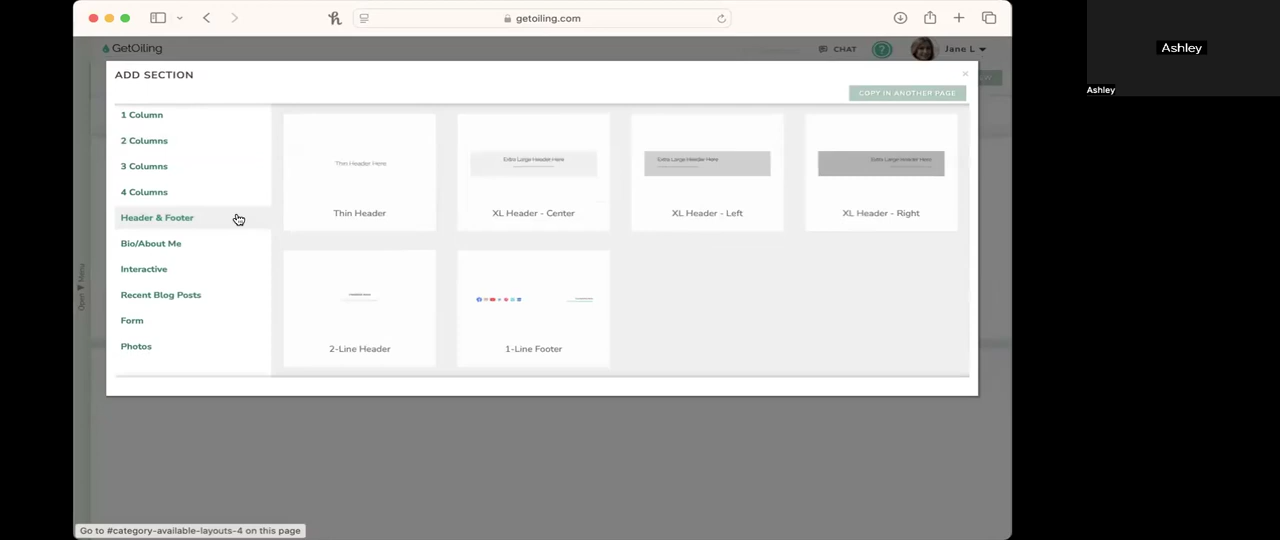 getoiling.com
GetOiling
CHAT
?
Jane L
ADD SECTION
×
COPY IN ANOTHER PAGE
1 Column
2 Columns
3 Columns
4 Columns
Header & Footer
Bio/About Me
Interactive
Recent Blog Posts
Form
Photos
Thin Header Here
Thin Header
Extra Large Header Here
XL Header - Center
Extra Large Header Here
XL Header - Left
Extra Large Header Here
XL Header - Right
2-Line Header
1-Line Footer
Open Menu
Go to #category-available-layouts-4 on this page
Ashley
Ashley